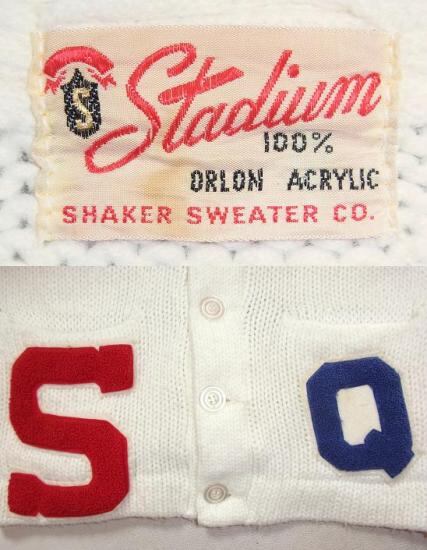 S
Stadium
100%
ORLON ACRYLIC
SHAKER SWEATER CO.
S Q